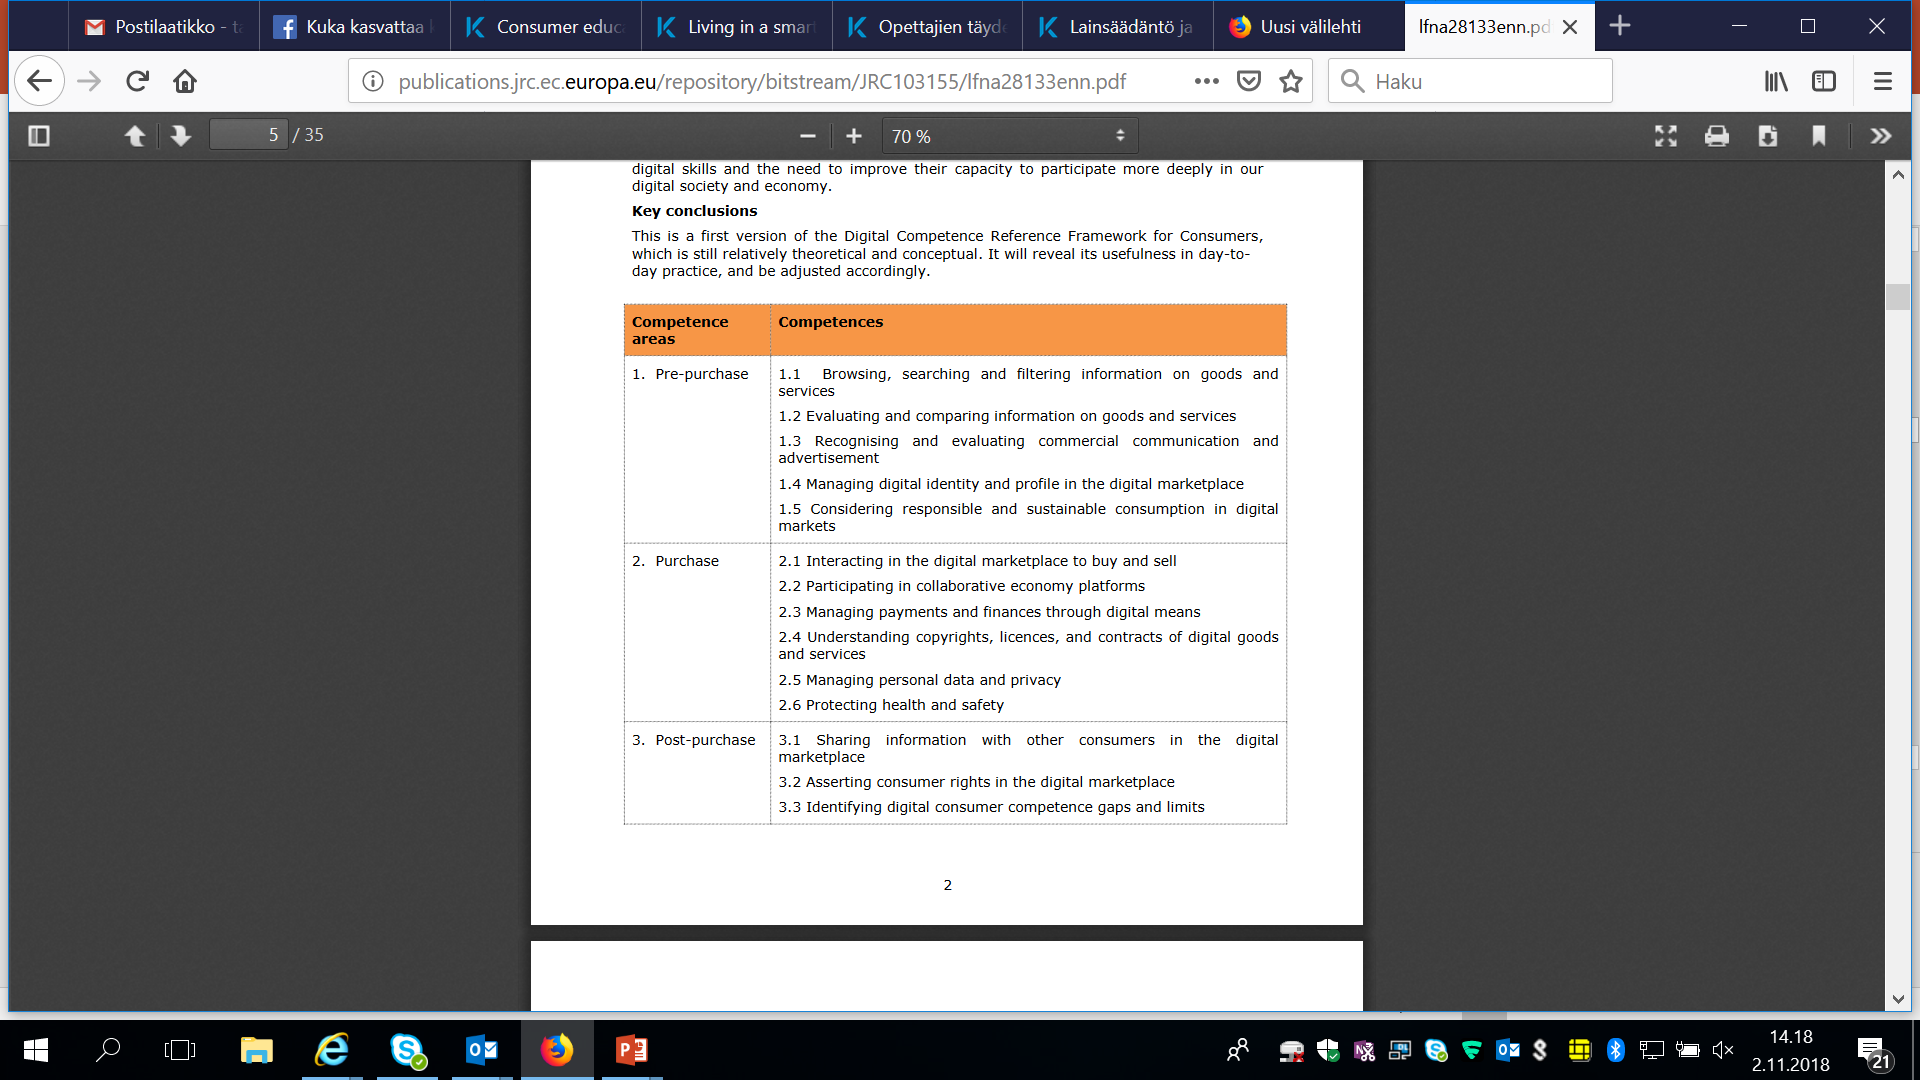 Postilaatikko - tä
Kuka kasvattaa k
Consumer educa
Living in a smart
Opettajien täyde
Lainsäädäntö ja
Uusi välilehti
lfna28133enn.pd
publications.jrc.ec.europa.eu/repository/bitstream/JRC103155/lfna28133enn.pdf
Haku
5 / 35
70 %
digital skills and the need to improve their capacity to participate more deeply in our
digital society and economy.
Key conclusions
This is a first version of the Digital Competence Reference Framework for Consumers,
which is still relatively theoretical and conceptual. It will reveal its usefulness in day-to-
day practice, and be adjusted accordingly.
Competence
areas
Competences
1. Pre-purchase
1.1 Browsing, searching and filtering information on goods and
services
1.2 Evaluating and comparing information on goods and services
1.3 Recognising and evaluating commercial communication and
advertisement
1.4 Managing digital identity and profile in the digital marketplace
1.5 Considering responsible and sustainable consumption in digital
markets
2. Purchase
2.1 Interacting in the digital marketplace to buy and sell
2.2 Participating in collaborative economy platforms
2.3 Managing payments and finances through digital means
2.4 Understanding copyrights, licences, and contracts of digital goods
and services
2.5 Managing personal data and privacy
2.6 Protecting health and safety
3. Post-purchase
3.1 Sharing information with other consumers in the digital
marketplace
3.2 Asserting consumer rights in the digital marketplace
3.3 Identifying digital consumer competence gaps and limits
2
14.18
2.11.2018
21